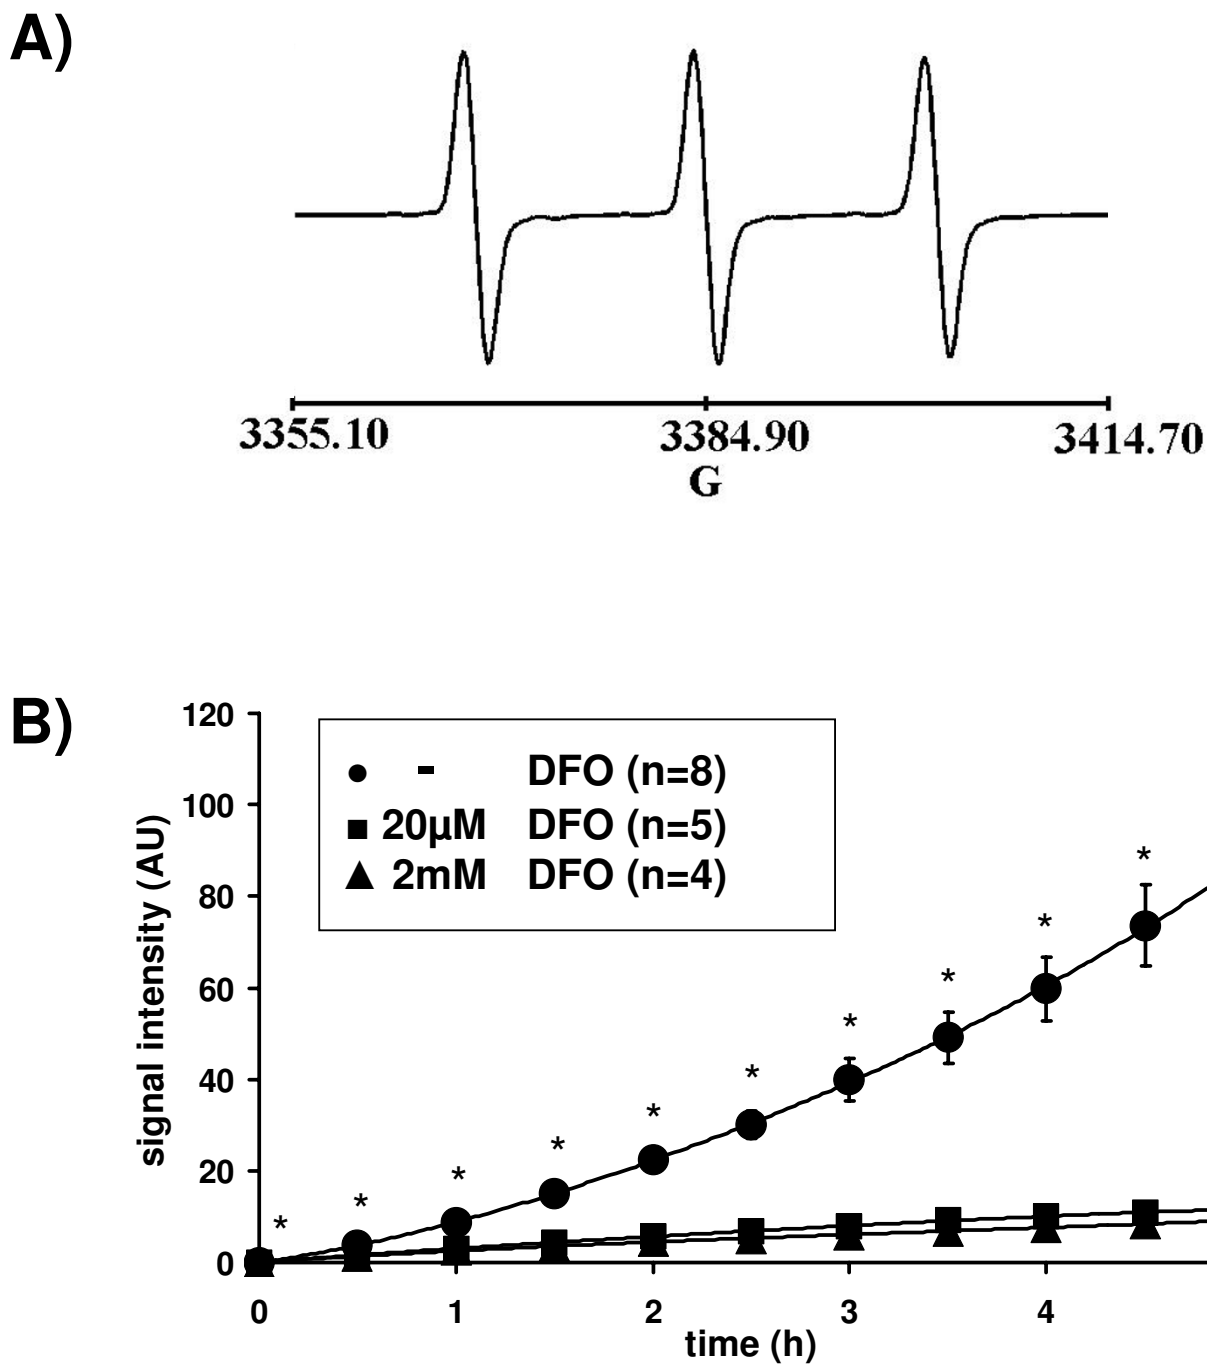 A)
3355.10 3384.90 3414.70
G
B)
120
100
80
60
40
20
0
signal intensity (AU)
- DFO (n=8)
20µM DFO (n=5)
2mM DFO (n=4)
* * * * * * * * * *
0 1 2 3 4
time (h)